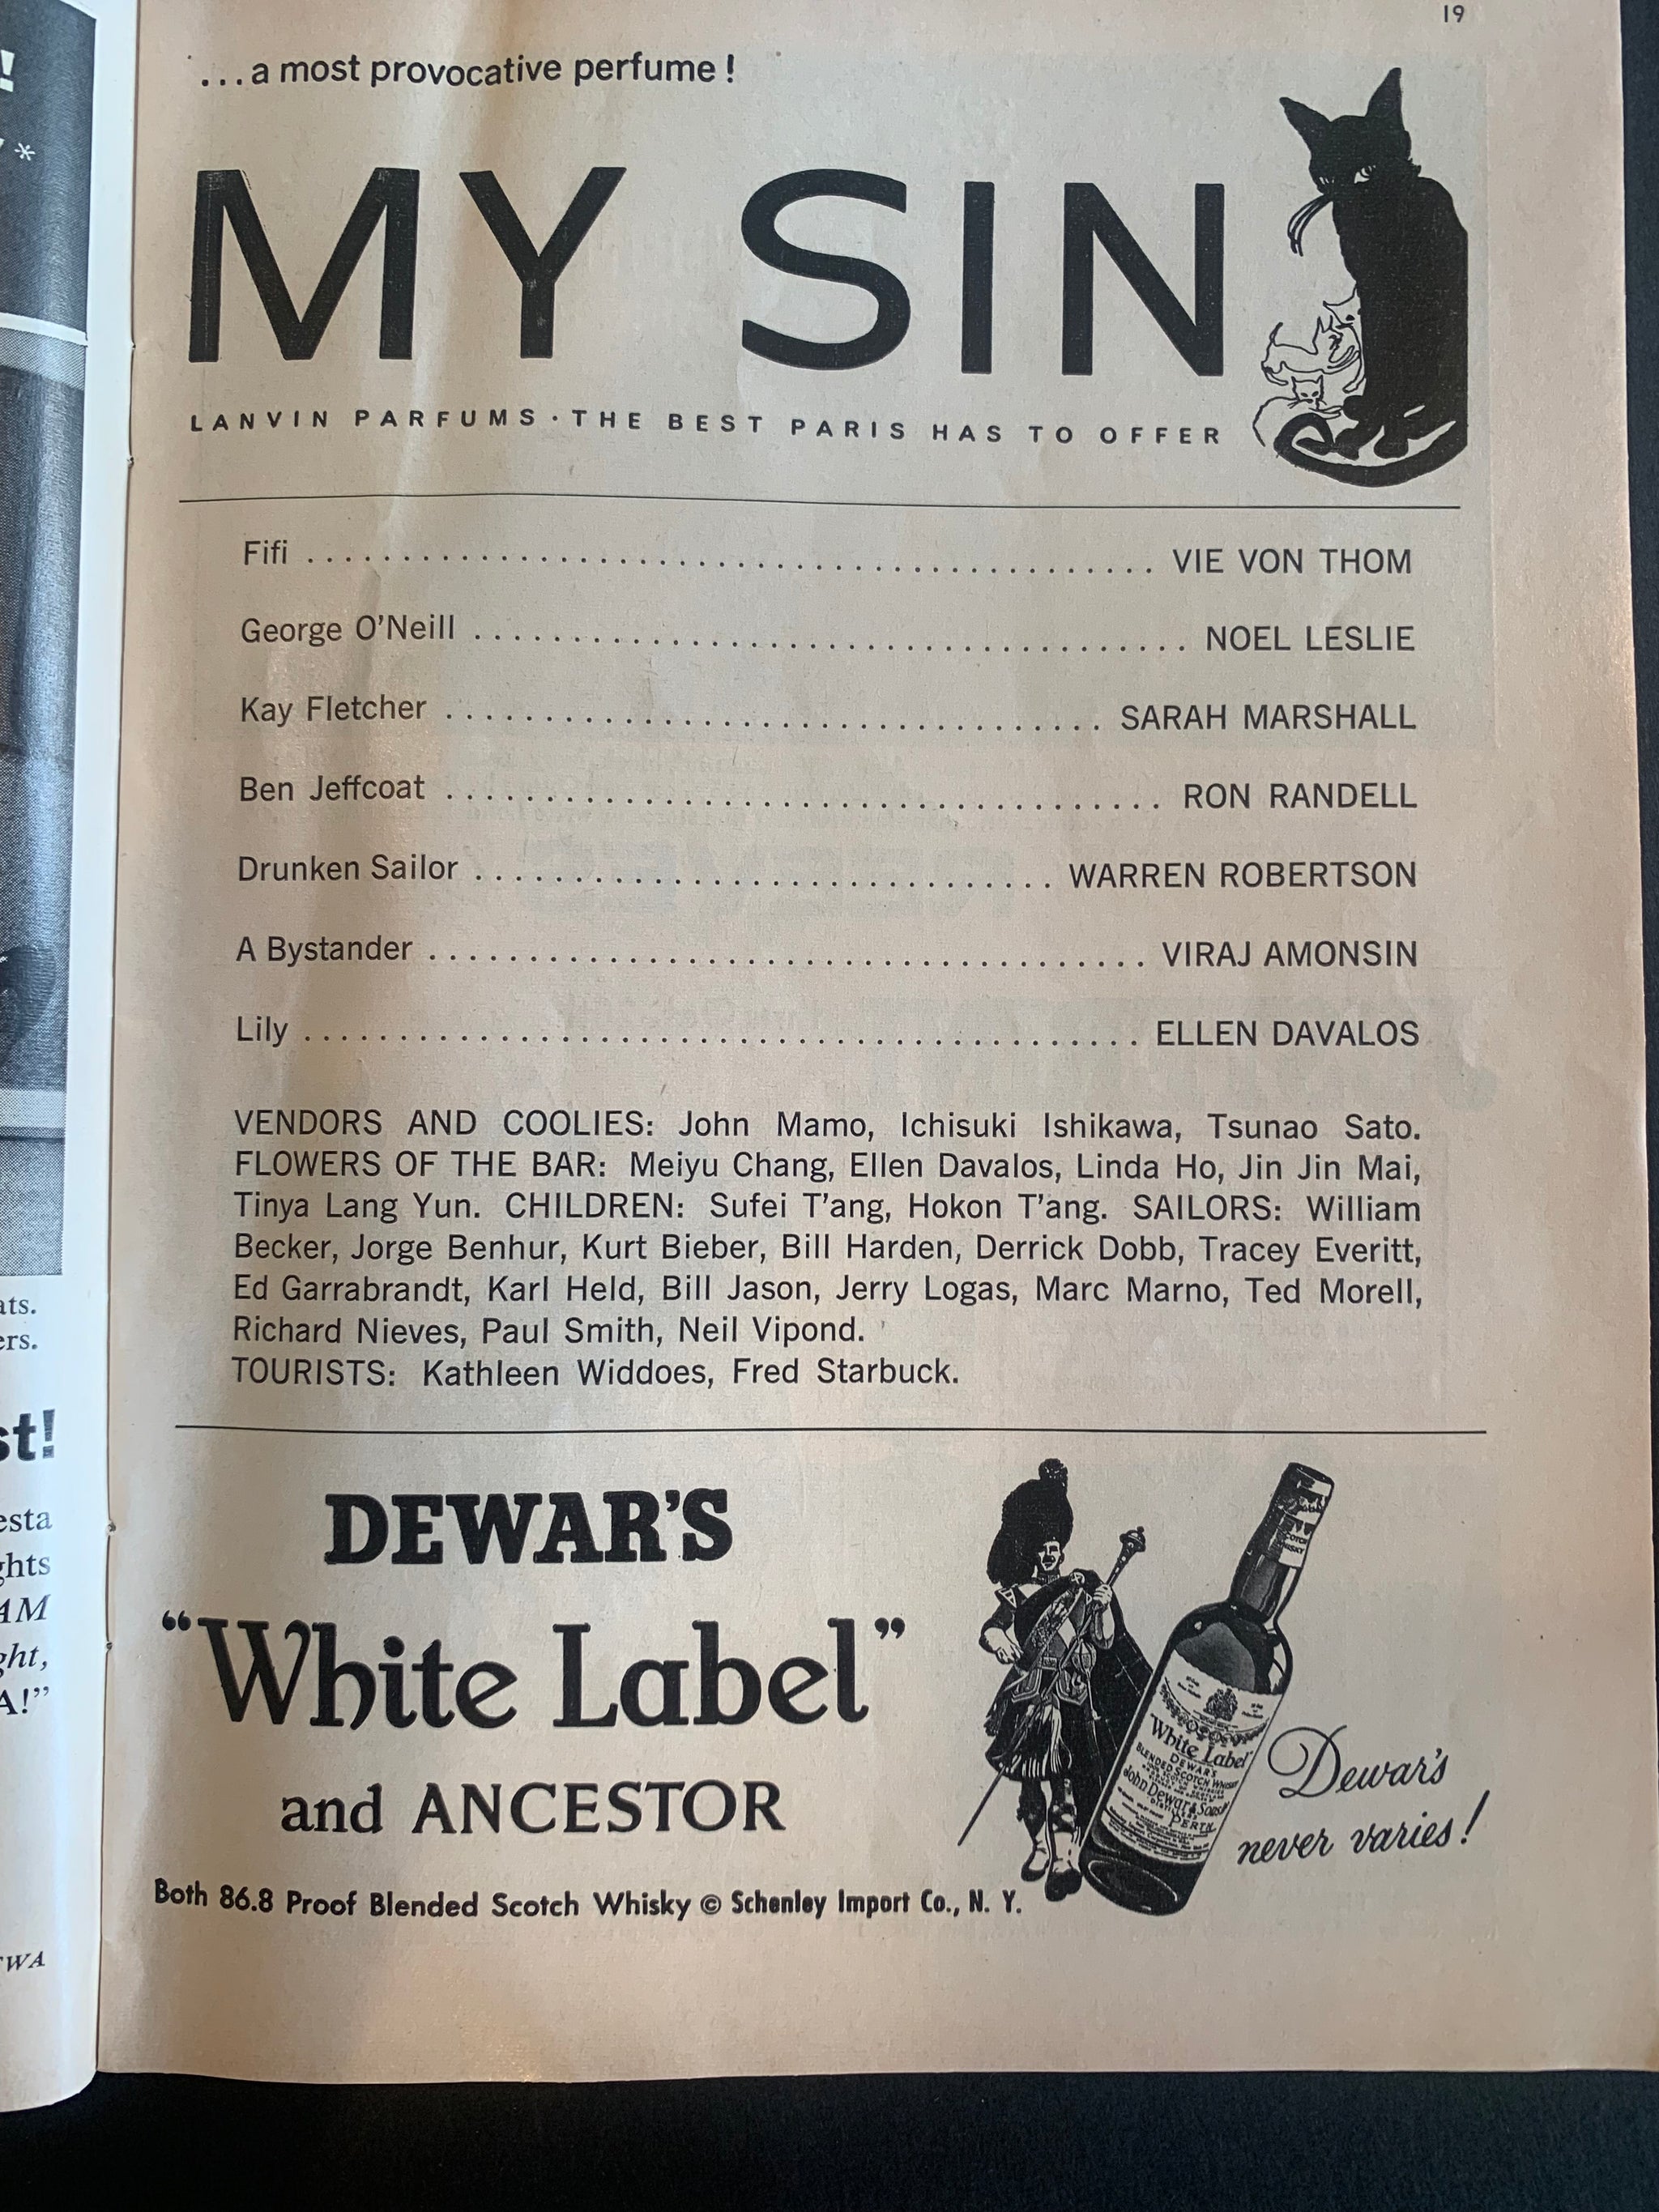 19
...a most provocative perfume!
MY SIN
LANVIN PARFUMS · THE BEST PARIS HAS TO OFFER
Fifi ........................................ VIE VON THOM
George O'Neill ........................................ NOEL LESLIE
Kay Fletcher ........................................ SARAH MARSHALL
Ben Jeffcoat ........................................ RON RANDELL
Drunken Sailor ........................................ WARREN ROBERTSON
A Bystander ........................................ VIRAJ AMONSIN
Lily ........................................ ELLEN DAVALOS
VENDORS AND COOLIES: John Mamo, Ichisuki Ishikawa, Tsunao Sato.
FLOWERS OF THE BAR: Meiyu Chang, Ellen Davalos, Linda Ho, Jin Jin Mai,
Tinya Lang Yun. CHILDREN: Sufei T'ang, Hokon T'ang. SAILORS: William
Becker, Jorge Benhur, Kurt Bieber, Bill Harden, Derrick Dobb, Tracey Everitt,
Ed Garrabrandt, Karl Held, Bill Jason, Jerry Logas, Marc Marno, Ted Morell,
Richard Nieves, Paul Smith, Neil Vipond.
TOURISTS: Kathleen Widdoes, Fred Starbuck.
DEWAR'S
"White Label"
and ANCESTOR
Both 86.8 Proof Blended Scotch Whisky © Schenley Import Co., N. Y.
"White Label"
DEWAR'S
BLENDED SCOTCH WHISKY
John Dewar & Sons
DISTILLERS
PERTH
Dewar's
never varies!
ats.
ers.
st!
esta
ghts
AM
ght,
A!"
TWA